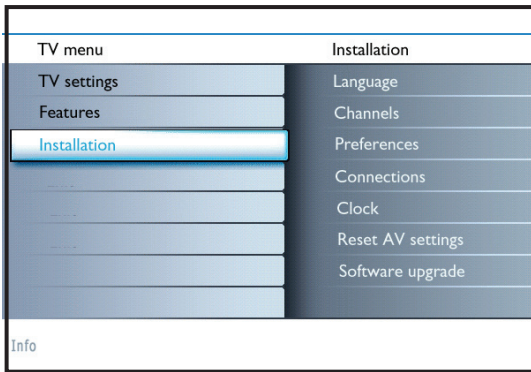 TV menu
TV settings
Features
Installation
Installation
Language
Channels
Preferences
Connections
Clock
Reset AV settings
Software upgrade
Info